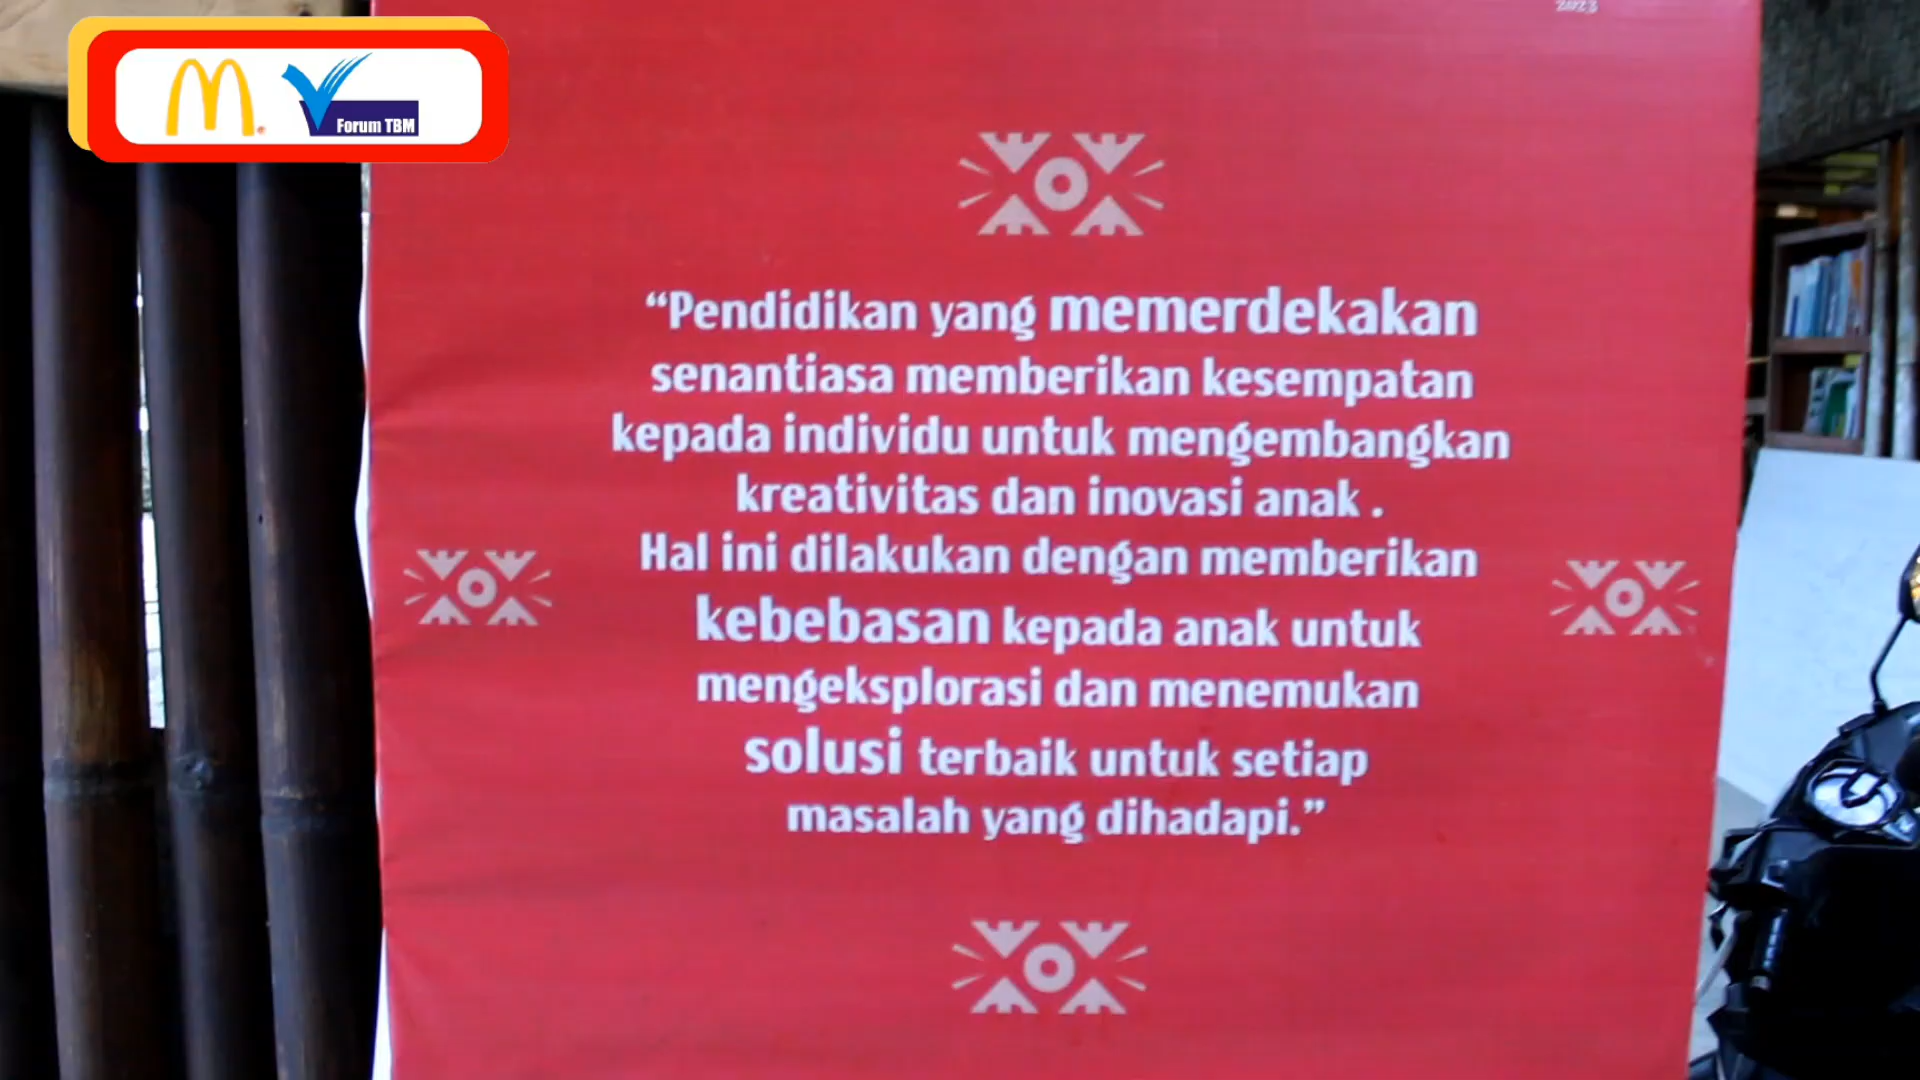 Forum TBM
2023
“Pendidikan yang memerdekakan
senantiasa memberikan kesempatan
kepada individu untuk mengembangkan
kreativitas dan inovasi anak .
Hal ini dilakukan dengan memberikan
kebebasan kepada anak untuk
mengeksplorasi dan menemukan
solusi terbaik untuk setiap
masalah yang dihadapi.”